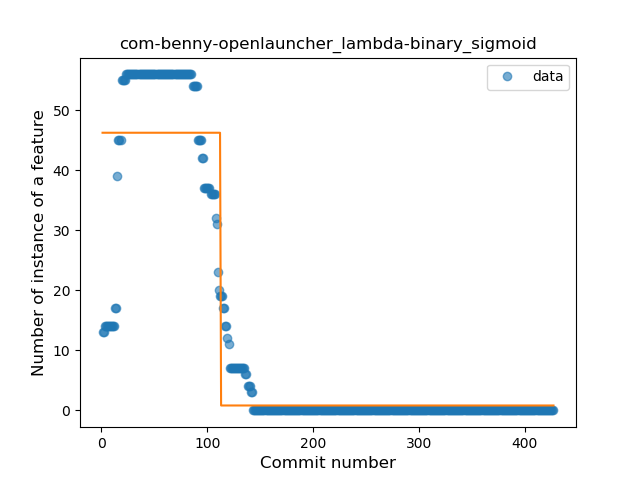 com-benny-openlauncher_lambda-binary_sigmoid
data
Number of instance of a feature
50
40
30
20
10
0
0 100 200 300 400
Commit number